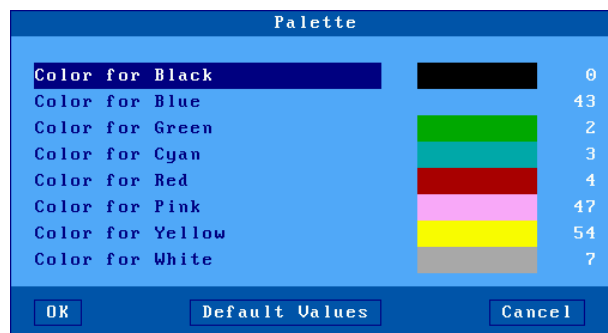 Palette
Color for Black 0
Color for Blue 43
Color for Green 2
Color for Cyan 3
Color for Red 4
Color for Pink 47
Color for Yellow 54
Color for White 7
OK Default Values Cancel